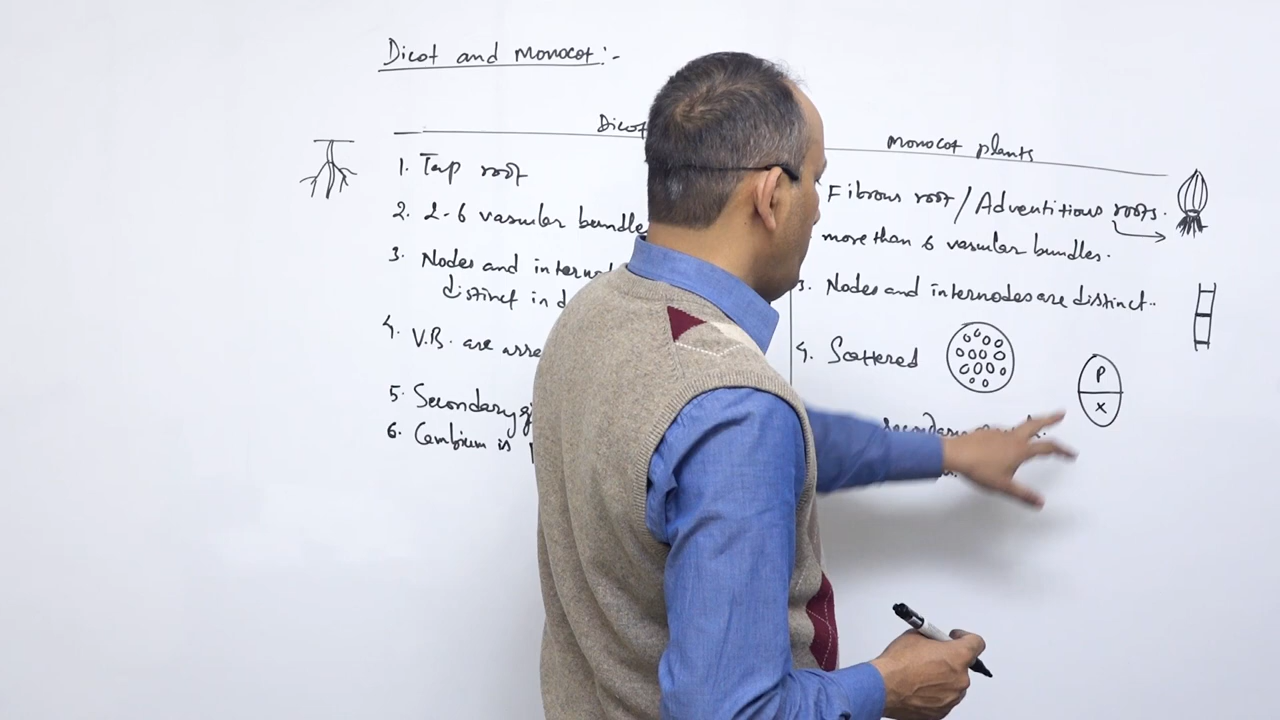 Dicot and Monocot:-
Dicot
Monocot plants
1. Tap root
Fibrous root / Adventitious roots.
2. 2-6 vascular bundle
more than 6 vascular bundles.
3. Nodes and intern
distinct in d
3. Nodes and internodes are distinct..
4. V.B. are arra
4. Scattered
P
X
5. Secondary g
secondary
6. Cambium is